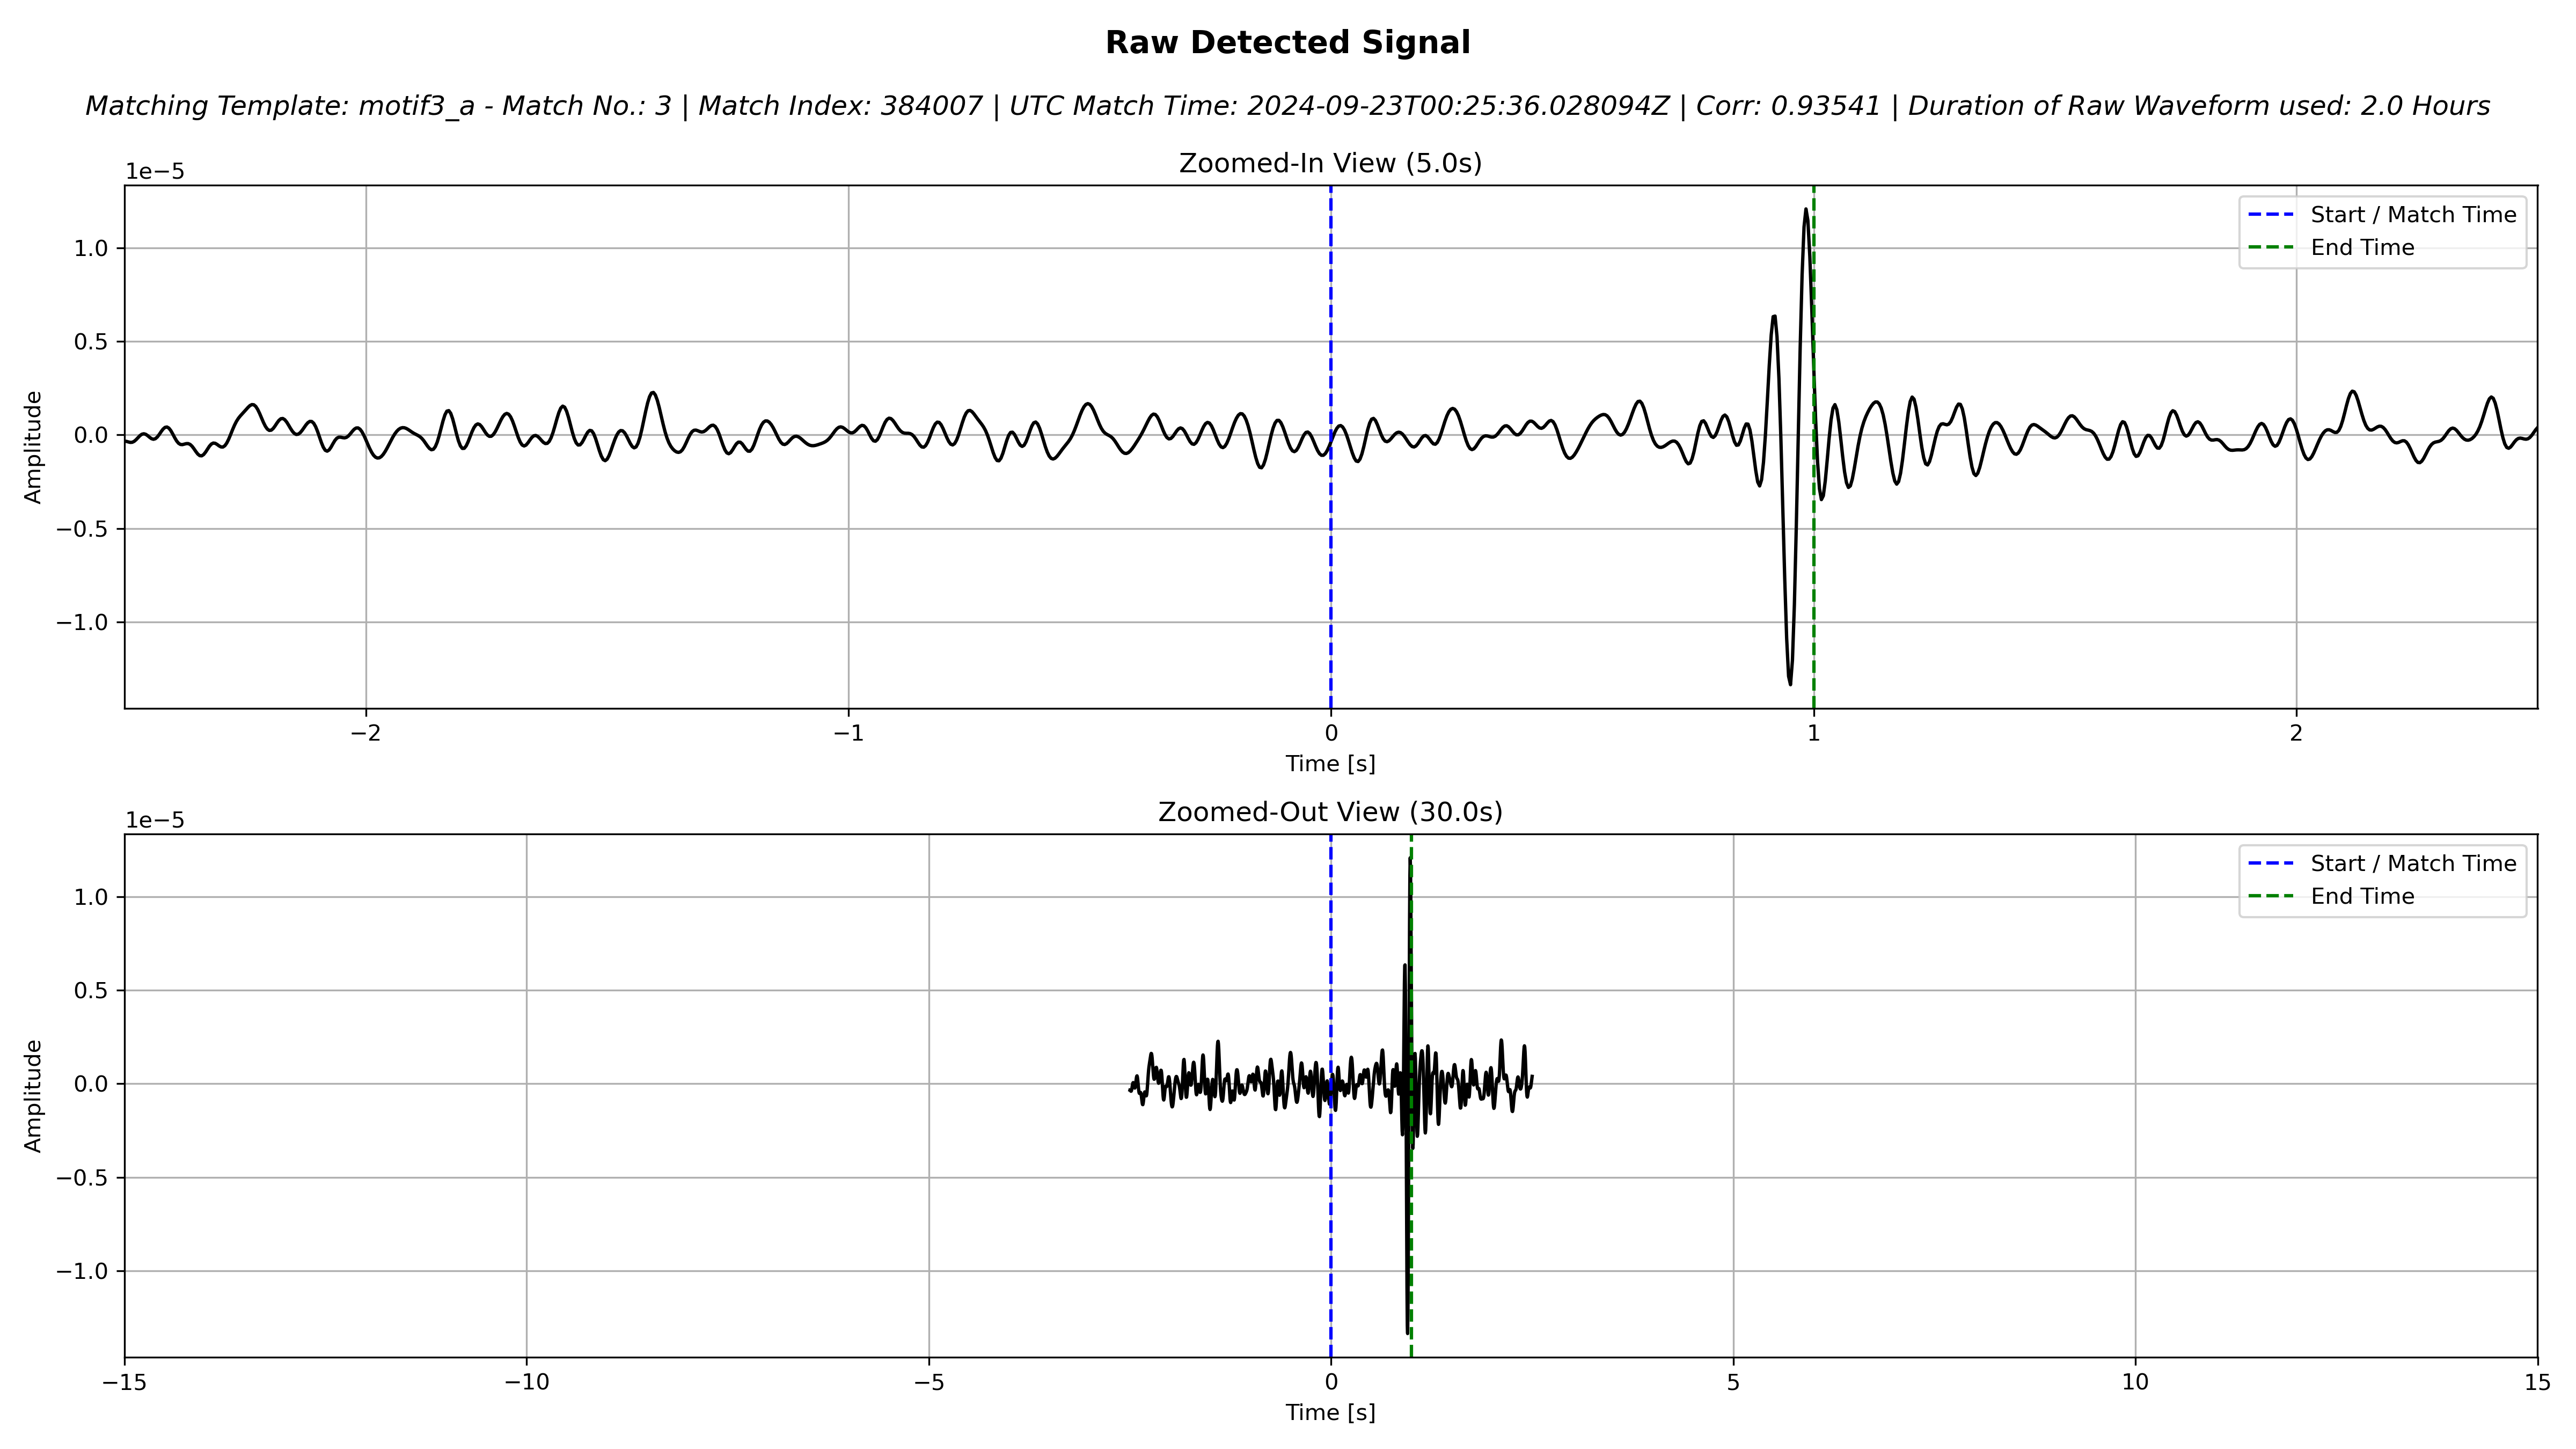 Raw Detected Signal
Matching Template: motif3_a - Match No.: 3 | Match Index: 384007 | UTC Match Time: 2024-09-23T00:25:36.028094Z | Corr: 0.93541 | Duration of Raw Waveform used: 2.0 Hours
Zoomed-In View (5.0s)
1e−5
Start / Match Time
End Time
1.0
0.5
0.0
−0.5
−1.0
Amplitude
−2 −1 0 1 2
Time [s]
Zoomed-Out View (30.0s)
1e−5
Start / Match Time
End Time
1.0
0.5
0.0
−0.5
−1.0
Amplitude
−15 −10 −5 0 5 10 15
Time [s]